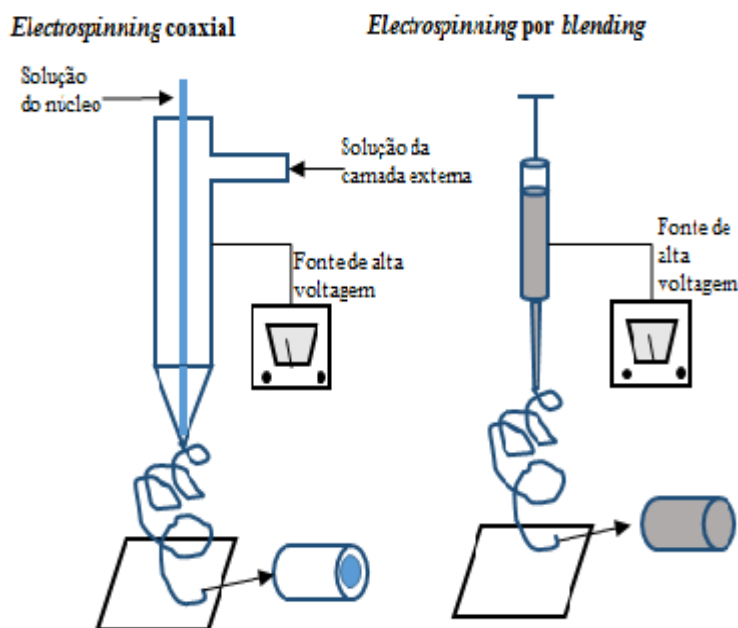 Electrospinning coaxial
Solução
do núcleo
Solução da
camada externa
Fonte de alta
voltagem
Electrospinning por blending
Fonte de
alta
voltagem